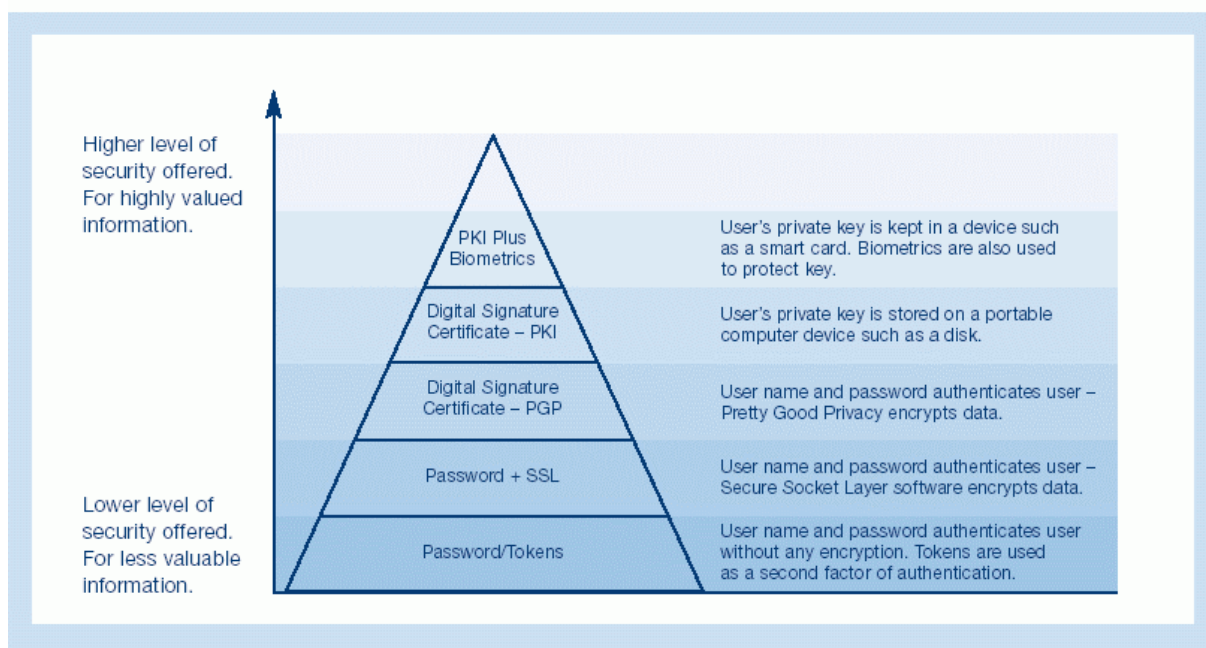 Higher level of
security offered.
For highly valued
information.
PKI Plus
Biometrics
User's private key is kept in a device such
as a smart card. Biometrics are also used
to protect key.
Digital Signature
Certificate – PKI
User's private key is stored on a portable
computer device such as a disk.
Digital Signature
Certificate – PGP
User name and password authenticates user –
Pretty Good Privacy encrypts data.
Password + SSL
User name and password authenticates user –
Secure Socket Layer software encrypts data.
Lower level of
security offered.
For less valuable
information.
Password/Tokens
User name and password authenticates user
without any encryption. Tokens are used
as a second factor of authentication.